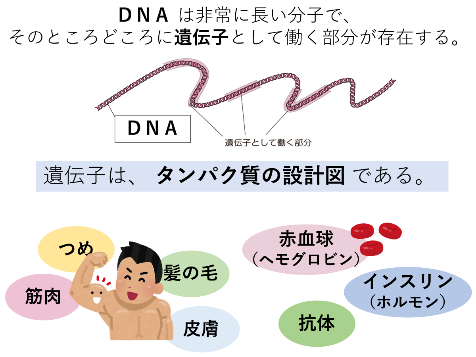 DNA は非常に長い分子で、
そのところどころに遺伝子として働く部分が存在する。
DNA
遺伝子として働く部分
遺伝子は、タンパク質の設計図である。
つめ
髪の毛
筋肉
皮膚
赤血球
(ヘモグロビン)
インスリン
(ホルモン)
抗体